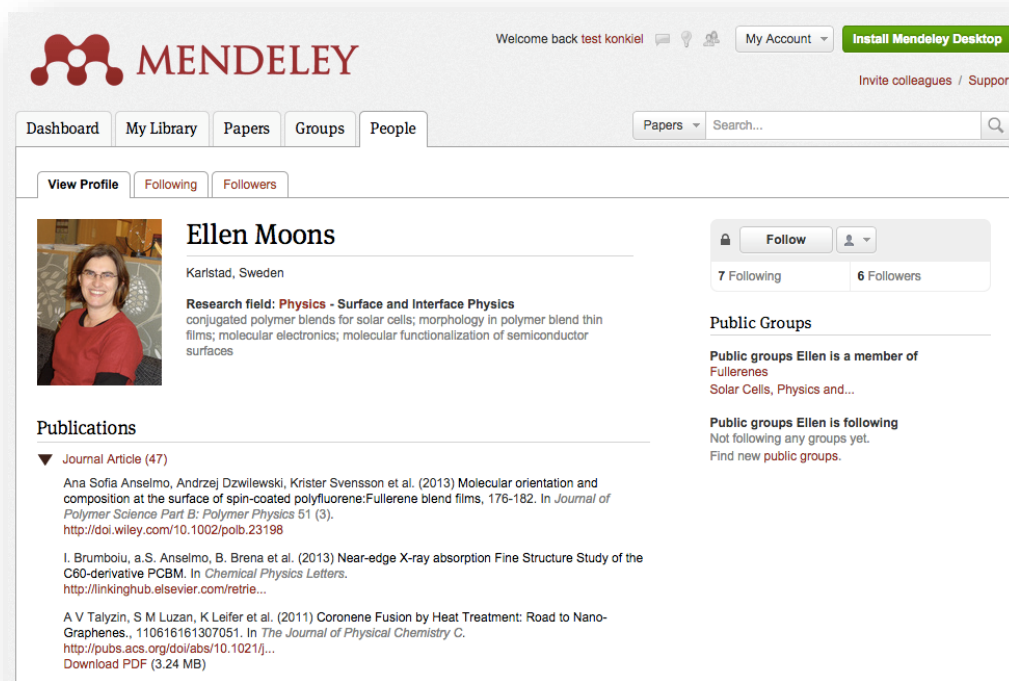 MENDELEY
Welcome back test konkiel
My Account
Install Mendeley Desktop
Invite colleagues / Suppor
Dashboard
My Library
Papers
Groups
People
Papers
Search...
View Profile
Following
Followers
Ellen Moons
Karlstad, Sweden
Research field: Physics - Surface and Interface Physics
conjugated polymer blends for solar cells; morphology in polymer blend thin
films; molecular electronics; molecular functionalization of semiconductor
surfaces
Follow
7 Following
6 Followers
Public Groups
Public groups Ellen is a member of
Fullerenes
Solar Cells, Physics and...
Public groups Ellen is following
Not following any groups yet.
Find new public groups.
Publications
Journal Article (47)
Ana Sofia Anselmo, Andrzej Dzwilewski, Krister Svensson et al. (2013) Molecular orientation and
composition at the surface of spin-coated polyfluorene:Fullerene blend films, 176-182. In Journal of
Polymer Science Part B: Polymer Physics 51 (3).
http://doi.wiley.com/10.1002/polb.23198
I. Brumboiu, a.S. Anselmo, B. Brena et al. (2013) Near-edge X-ray absorption Fine Structure Study of the
C60-derivative PCBM. In Chemical Physics Letters.
http://linkinghub.elsevier.com/retrie...
A V Talyzin, S M Luzan, K Leifer et al. (2011) Coronene Fusion by Heat Treatment: Road to Nano-
Graphenes., 110616161307051. In The Journal of Physical Chemistry C.
http://pubs.acs.org/doi/abs/10.1021/j...
Download PDF (3.24 MB)